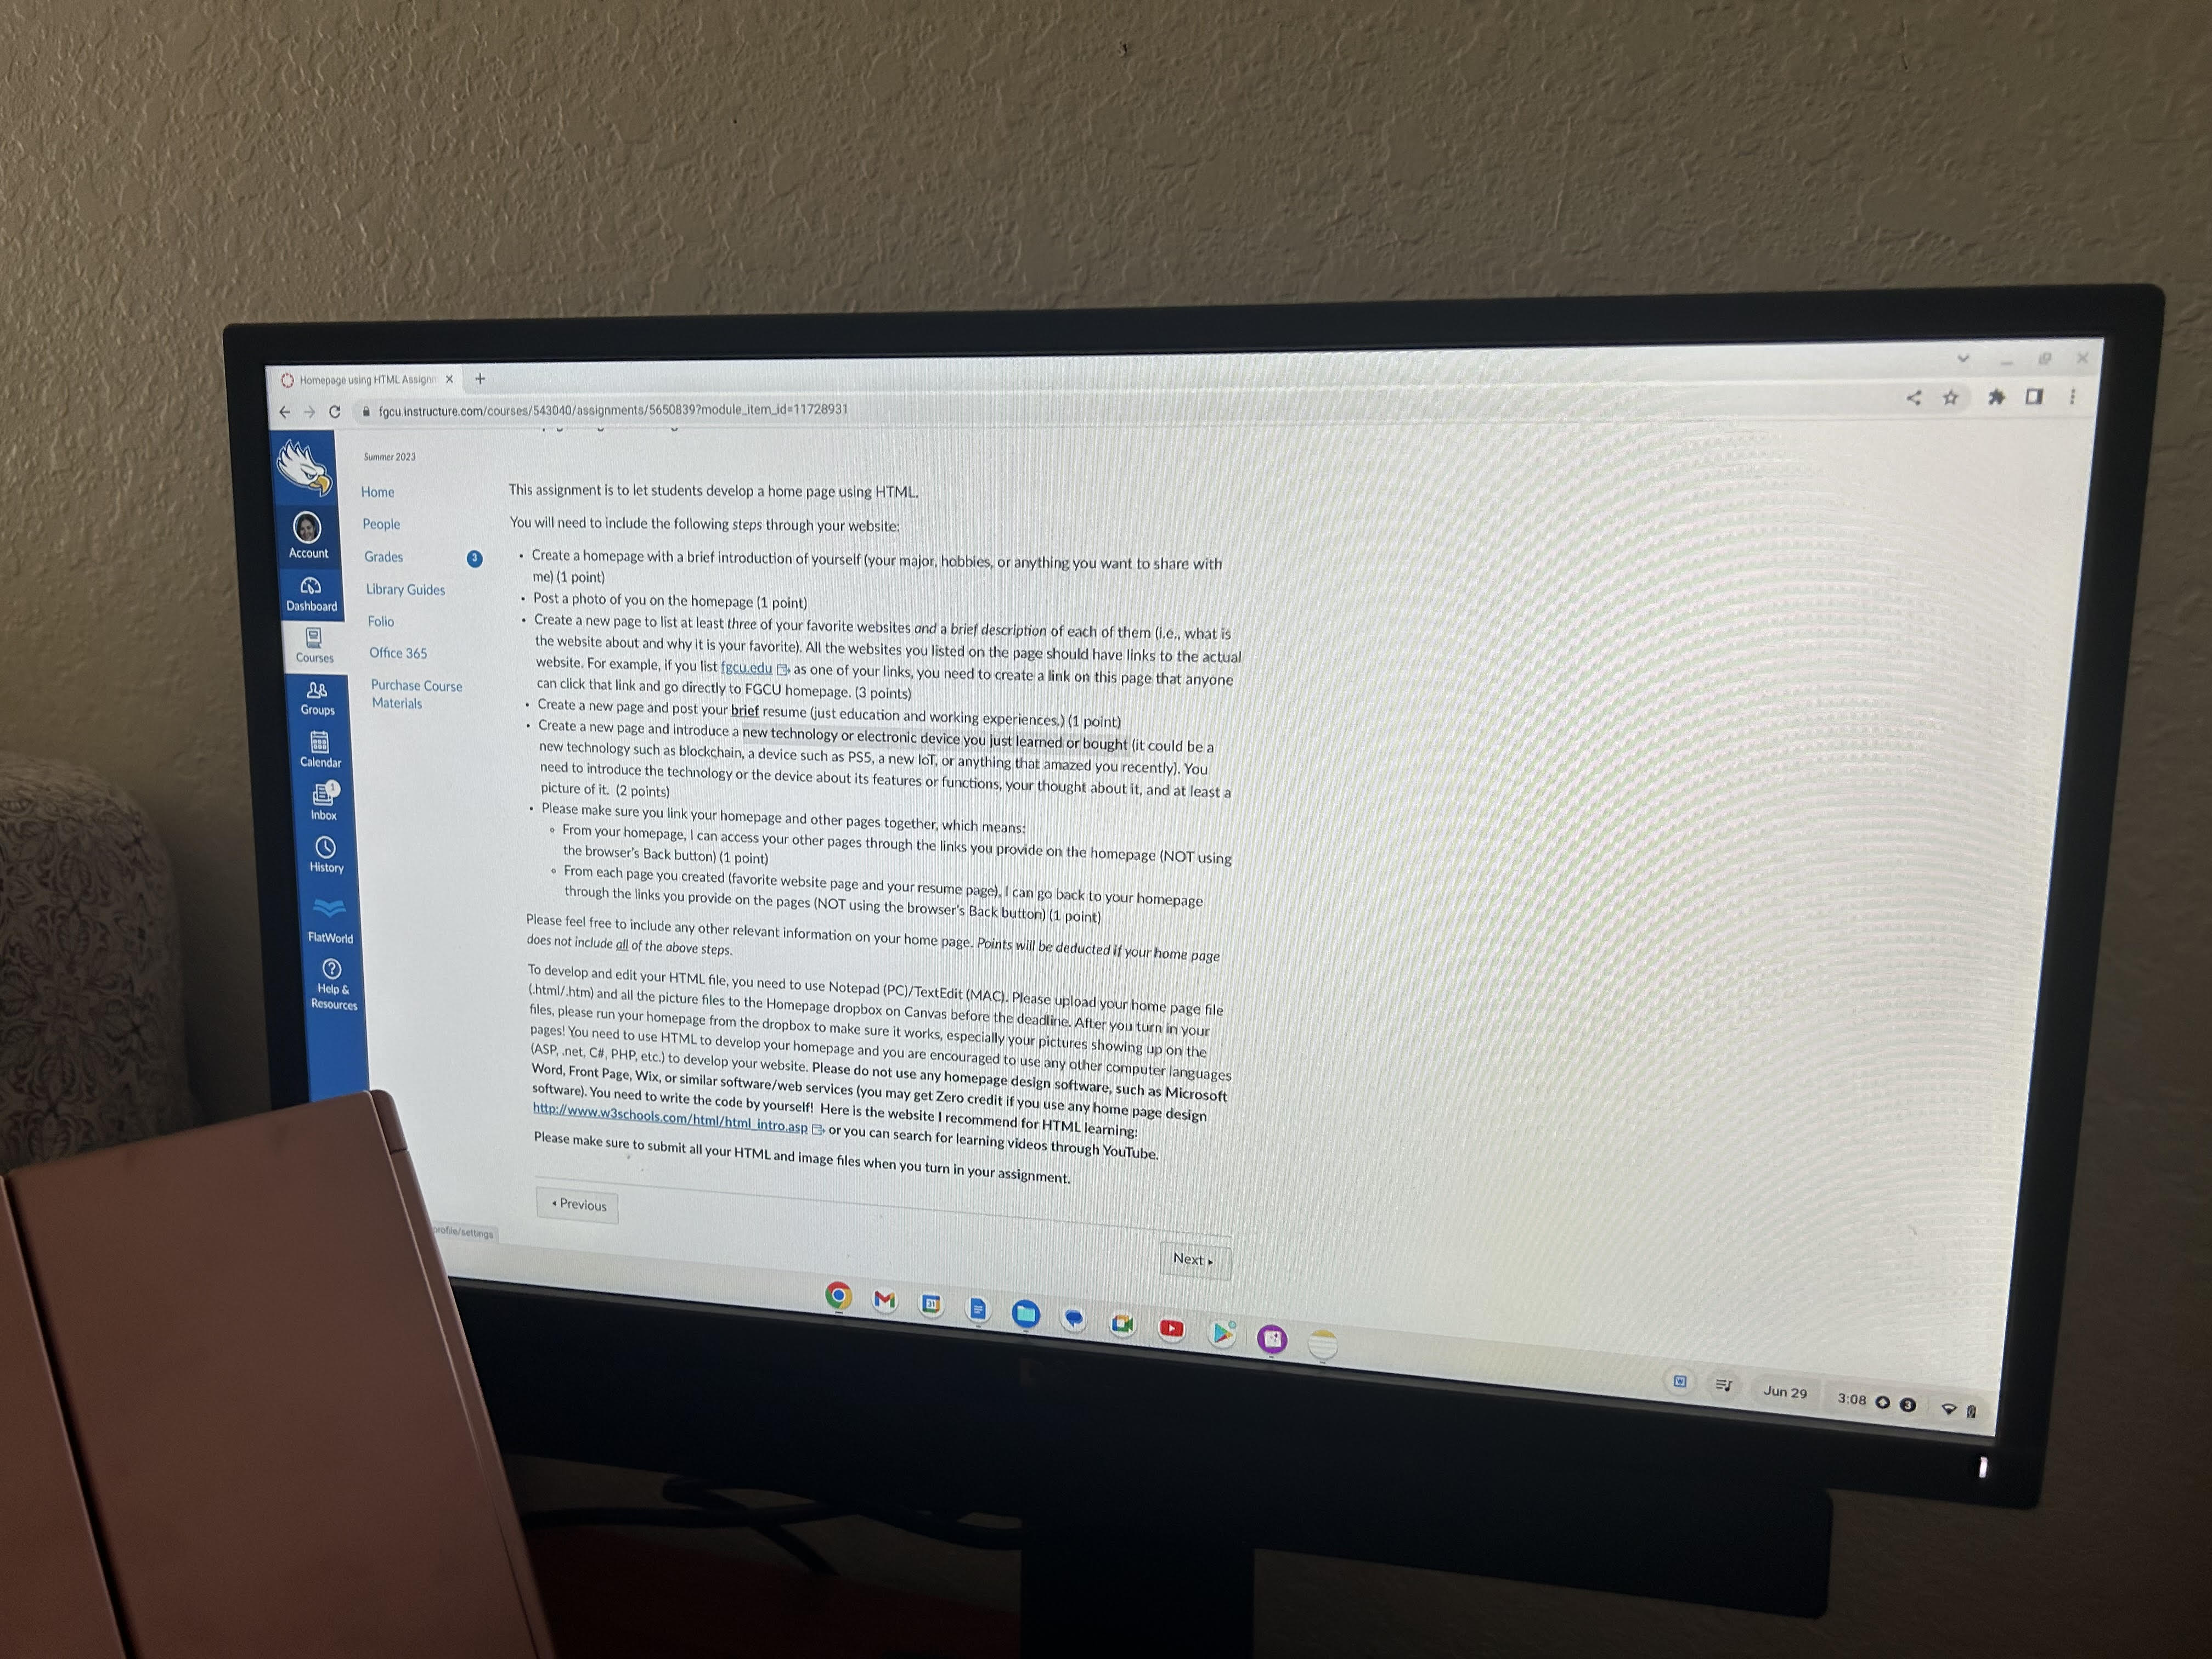 Homepage using HTML Assignm
fgcu.instructure.com/courses/543040/assignments/5650839?module_item_id=11728931
Account
Dashboard
Courses
Groups
Calendar
1
Inbox
History
FlatWorld
Help &
Resources
Summer 2023
Home
People
Grades 3
Library Guides
Folio
Office 365
Purchase Course
Materials
This assignment is to let students develop a home page using HTML.
You will need to include the following steps through your website:
• Create a homepage with a brief introduction of yourself (your major, hobbies, or anything you want to share with
me) (1 point)
• Post a photo of you on the homepage (1 point)
• Create a new page to list at least three of your favorite websites and a brief description of each of them (i.e., what is
the website about and why it is your favorite). All the websites you listed on the page should have links to the actual
website. For example, if you list fgcu.edu as one of your links, you need to create a link on this page that anyone
can click that link and go directly to FGCU homepage. (3 points)
• Create a new page and post your brief resume (just education and working experiences.) (1 point)
• Create a new page and introduce a new technology or electronic device you just learned or bought (it could be a
new technology such as blockchain, a device such as PS5, a new IoT, or anything that amazed you recently). You
need to introduce the technology or the device about its features or functions, your thought about it, and at least a
picture of it. (2 points)
• Please make sure you link your homepage and other pages together, which means:
◦ From your homepage, I can access your other pages through the links you provide on the homepage (NOT using
the browser's Back button) (1 point)
◦ From each page you created (favorite website page and your resume page), I can go back to your homepage
through the links you provide on the pages (NOT using the browser's Back button) (1 point)
Please feel free to include any other relevant information on your home page. Points will be deducted if your home page
does not include all of the above steps.
To develop and edit your HTML file, you need to use Notepad (PC)/TextEdit (MAC). Please upload your home page file
(.html/.htm) and all the picture files to the Homepage dropbox on Canvas before the deadline. After you turn in your
files, please run your homepage from the dropbox to make sure it works, especially your pictures showing up on the
pages! You need to use HTML to develop your homepage and you are encouraged to use any other computer languages
(ASP, .net, C#, PHP, etc.) to develop your website. Please do not use any homepage design software, such as Microsoft
Word, Front Page, Wix, or similar software/web services (you may get Zero credit if you use any home page design
software). You need to write the code by yourself! Here is the website I recommend for HTML learning:
http://www.w3schools.com/html/html_intro.asp or you can search for learning videos through YouTube.
Please make sure to submit all your HTML and image files when you turn in your assignment.
◂ Previous
Next ▸
profile/settings
31
Jun 29
3:08
3